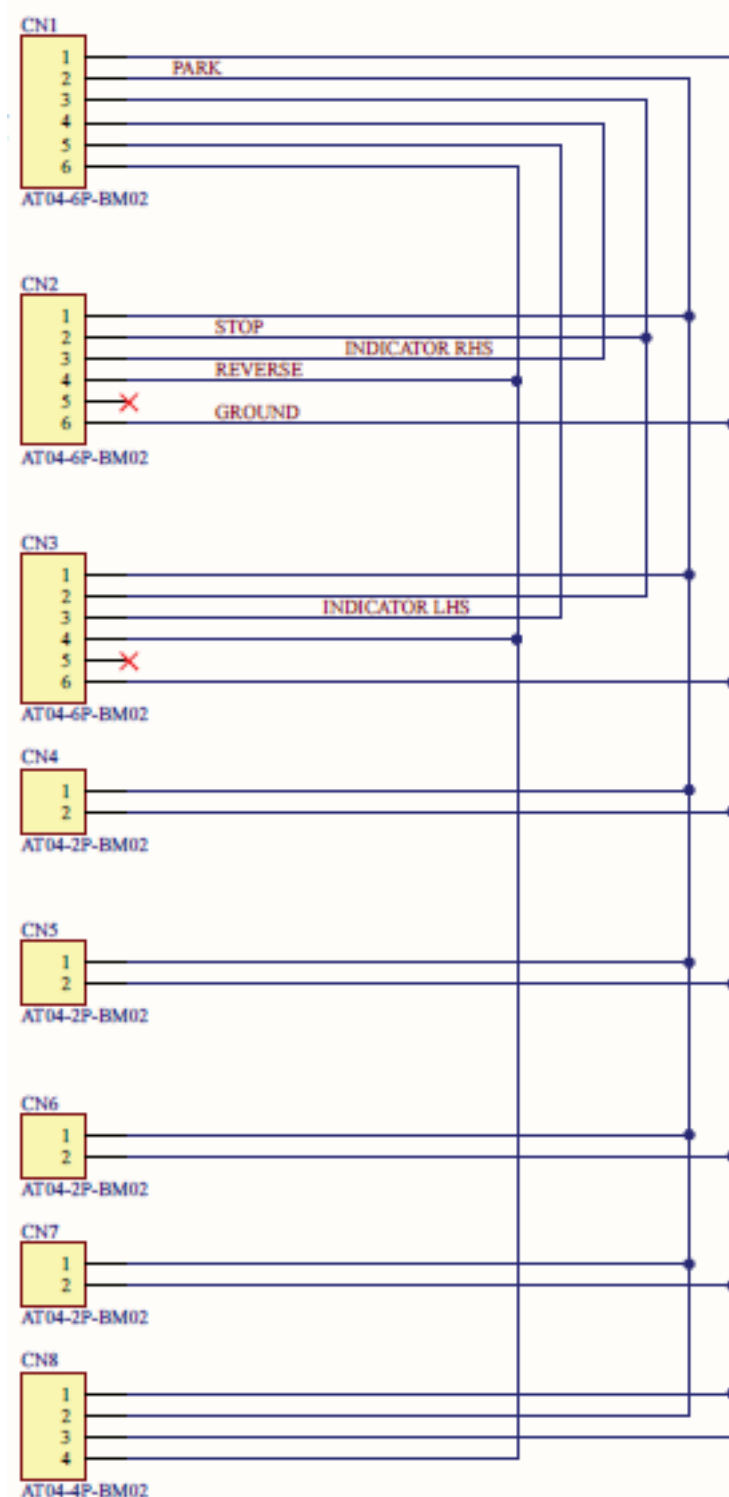 CN1
1
PARK
2
3
4
5
6
AT04-6P-BM02
CN2
1
STOP
2
INDICATOR RHS
3
REVERSE
4
5
GROUND
6
AT04-6P-BM02
CN3
1
2
INDICATOR LHS
3
4
5
6
AT04-6P-BM02
CN4
1
2
AT04-2P-BM02
CN5
1
2
AT04-2P-BM02
CN6
1
2
AT04-2P-BM02
CN7
1
2
AT04-2P-BM02
CN8
1
2
3
4
AT04-4P-BM02